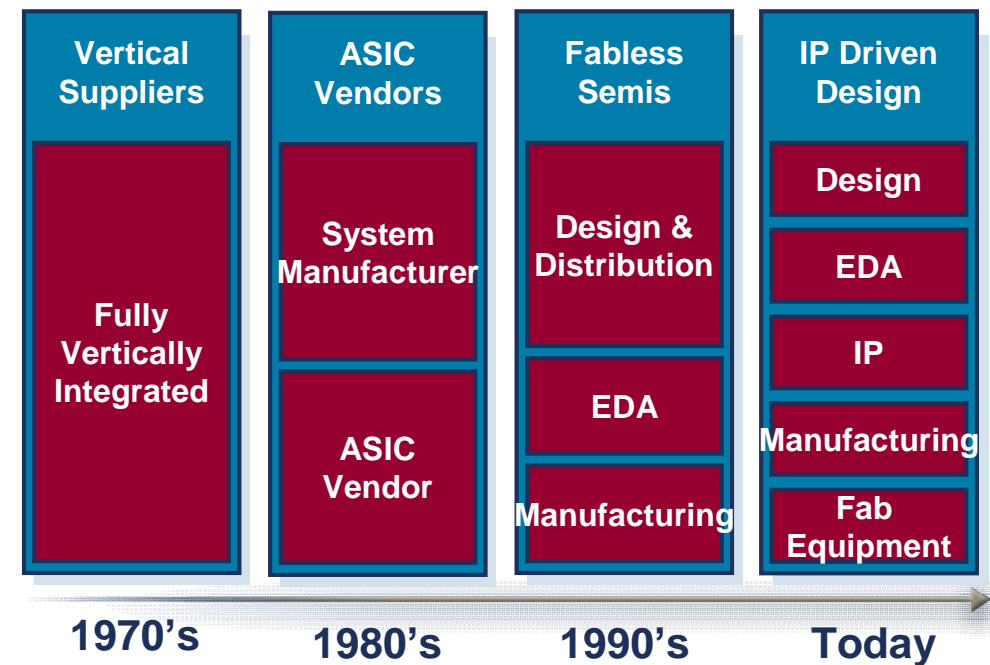 Vertical
Suppliers
Fully
Vertically
Integrated
ASIC
Vendors
System
Manufacturer
ASIC
Vendor
Fabless
Semis
Design &
Distribution
EDA
Manufacturing
IP Driven
Design
Design
EDA
IP
Manufacturing
Fab
Equipment
1970’s
1980’s
1990’s
Today